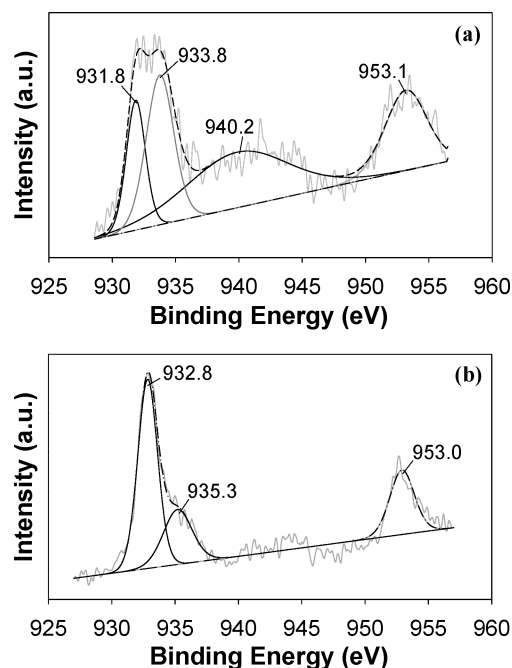 (a)
933.8
931.8
953.1
940.2
Intensity (a.u.)
925 930 935 940 945 950 955 960
Binding Energy (eV)
(b)
932.8
953.0
935.3
Intensity (a.u.)
925 930 935 940 945 950 955 960
Binding Energy (eV)